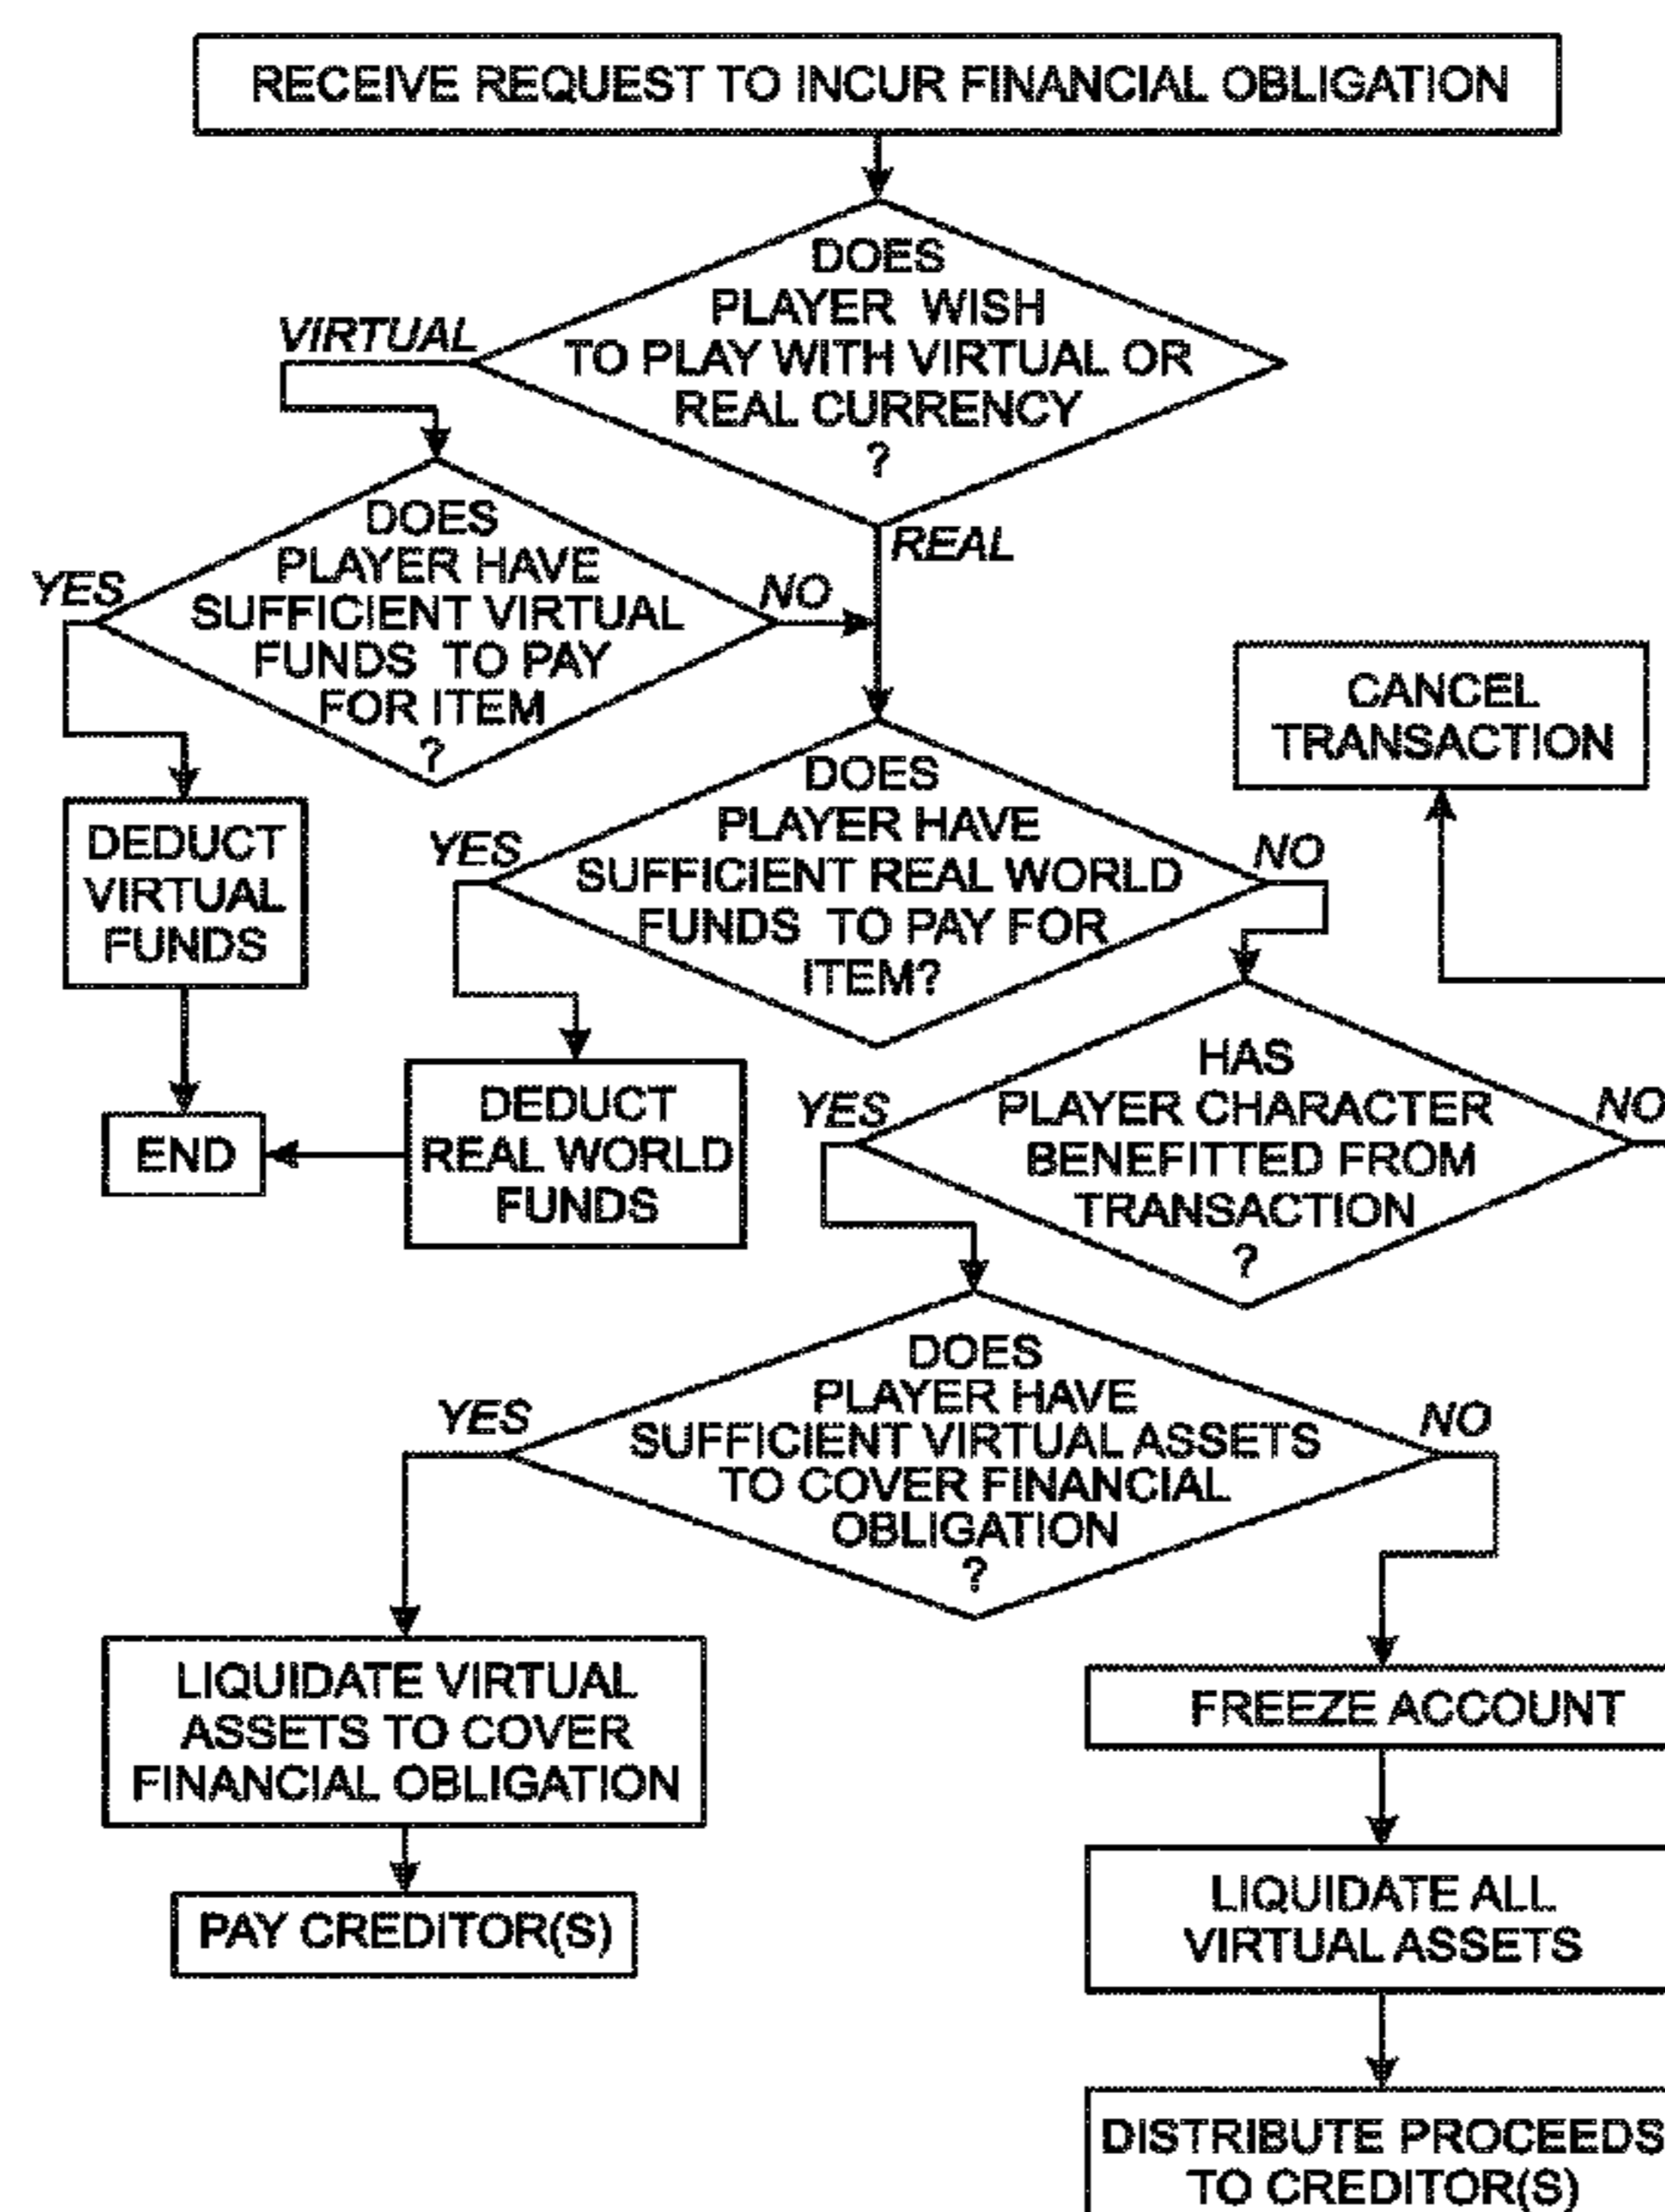 RECEIVE REQUEST TO INCUR FINANCIAL OBLIGATION
DOES
PLAYER WISH
TO PLAY WITH VIRTUAL OR
REAL CURRENCY
?
VIRTUAL
REAL
DOES
PLAYER HAVE
SUFFICIENT VIRTUAL
FUNDS TO PAY
FOR ITEM
?
YES
NO
DEDUCT
VIRTUAL
FUNDS
END
DOES
PLAYER HAVE
SUFFICIENT REAL WORLD
FUNDS TO PAY FOR
ITEM?
YES
NO
DEDUCT
REAL WORLD
FUNDS
CANCEL
TRANSACTION
HAS
PLAYER CHARACTER
BENEFITTED FROM
TRANSACTION
?
YES
NO
DOES
PLAYER HAVE
SUFFICIENT VIRTUAL ASSETS
TO COVER FINANCIAL
OBLIGATION
?
YES
NO
LIQUIDATE VIRTUAL
ASSETS TO COVER
FINANCIAL OBLIGATION
PAY CREDITOR(S)
FREEZE ACCOUNT
LIQUIDATE ALL
VIRTUAL ASSETS
DISTRIBUTE PROCEEDS
TO CREDITOR(S)